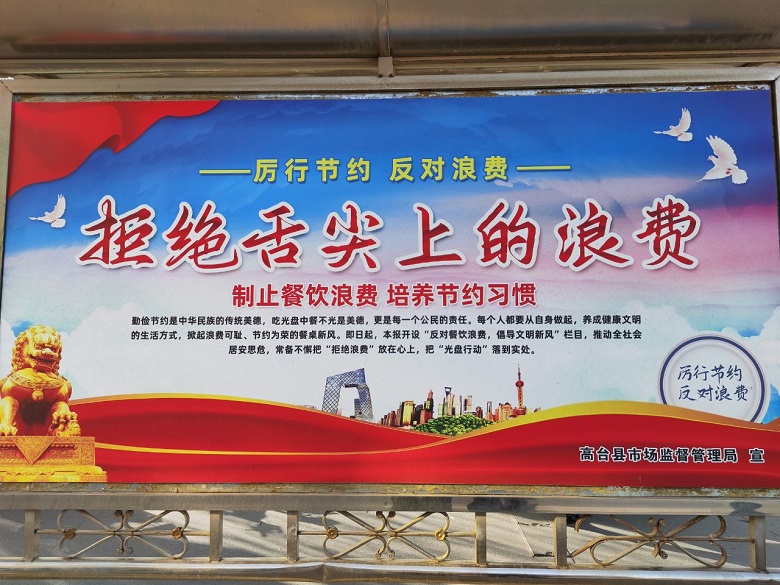 厉行节约 反对浪费
拒绝舌尖上的浪费
制止餐饮浪费 培养节约习惯
勤俭节约是中华民族的传统美德，吃光盘中餐不光是美德，更是每一个公民的责任。每个人都要从自身做起，养成健康文明
的生活方式，掀起浪费可耻、节约为荣的餐桌新风。即日起，本报开设“反对餐饮浪费，倡导文明新风”栏目，推动全社会
居安思危，常备不懈把“拒绝浪费”放在心上，把“光盘行动”落到实处。
厉行节约
反对浪费
高台县市场监督管理局 宣